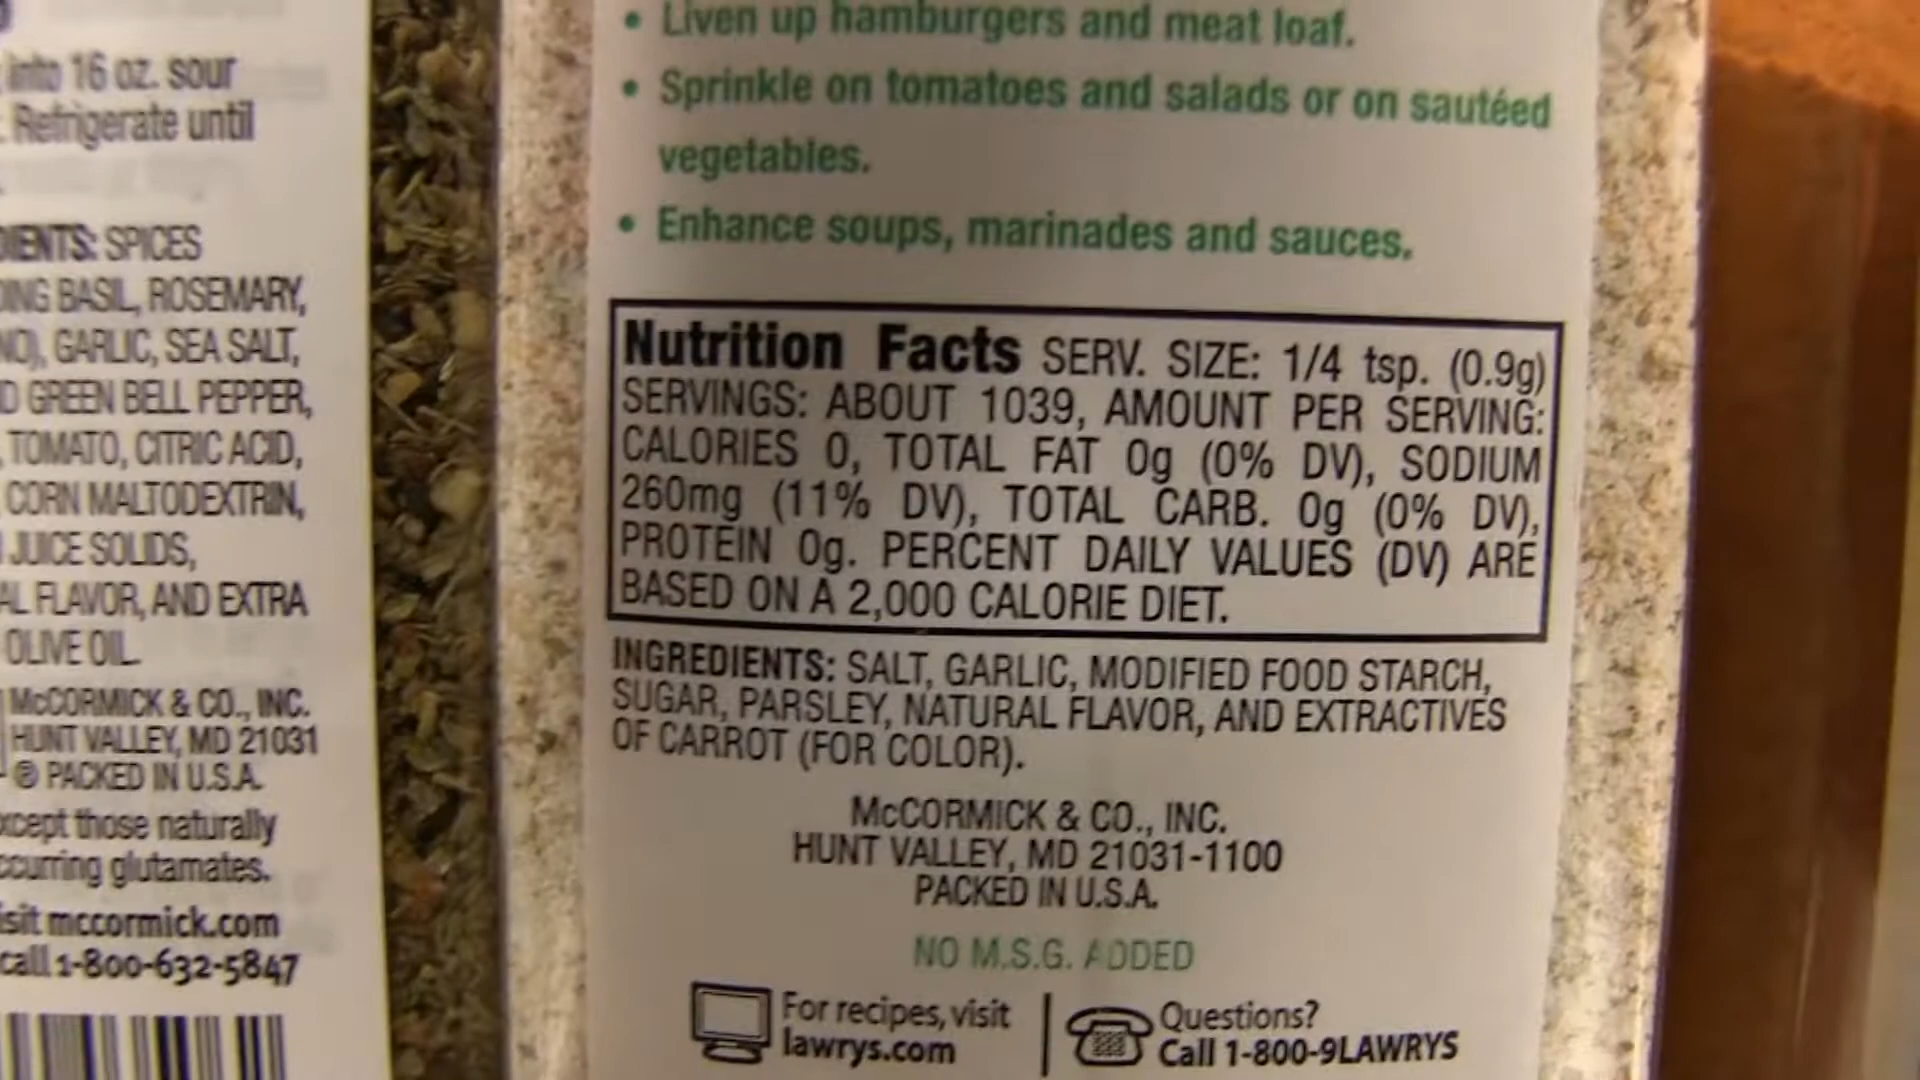 into 16 oz. sour
Refrigerate until
DIENTS: SPICES
DING BASIL, ROSEMARY,
NO), GARLIC, SEA SALT,
D GREEN BELL PEPPER,
, TOMATO, CITRIC ACID,
CORN MALTODEXTRIN,
JUICE SOLIDS,
AL FLAVOR, AND EXTRA
OLIVE OIL.
McCORMICK & CO., INC.
HUNT VALLEY, MD 21031
® PACKED IN U.S.A.
xcept those naturally
ccurring glutamates.
isit mccormick.com
call 1-800-632-5847
• Liven up hamburgers and meat loaf.
• Sprinkle on tomatoes and salads or on sautéed
vegetables.
• Enhance soups, marinades and sauces.
Nutrition Facts SERV. SIZE: 1/4 tsp. (0.9g)
SERVINGS: ABOUT 1039, AMOUNT PER SERVING:
CALORIES 0, TOTAL FAT 0g (0% DV), SODIUM
260mg (11% DV), TOTAL CARB. 0g (0% DV),
PROTEIN 0g. PERCENT DAILY VALUES (DV) ARE
BASED ON A 2,000 CALORIE DIET.
INGREDIENTS: SALT, GARLIC, MODIFIED FOOD STARCH,
SUGAR, PARSLEY, NATURAL FLAVOR, AND EXTRACTIVES
OF CARROT (FOR COLOR).
McCORMICK & CO., INC.
HUNT VALLEY, MD 21031-1100
PACKED IN U.S.A.
NO M.S.G. ADDED
For recipes, visit
lawrys.com
Questions?
Call 1-800-9LAWRYS